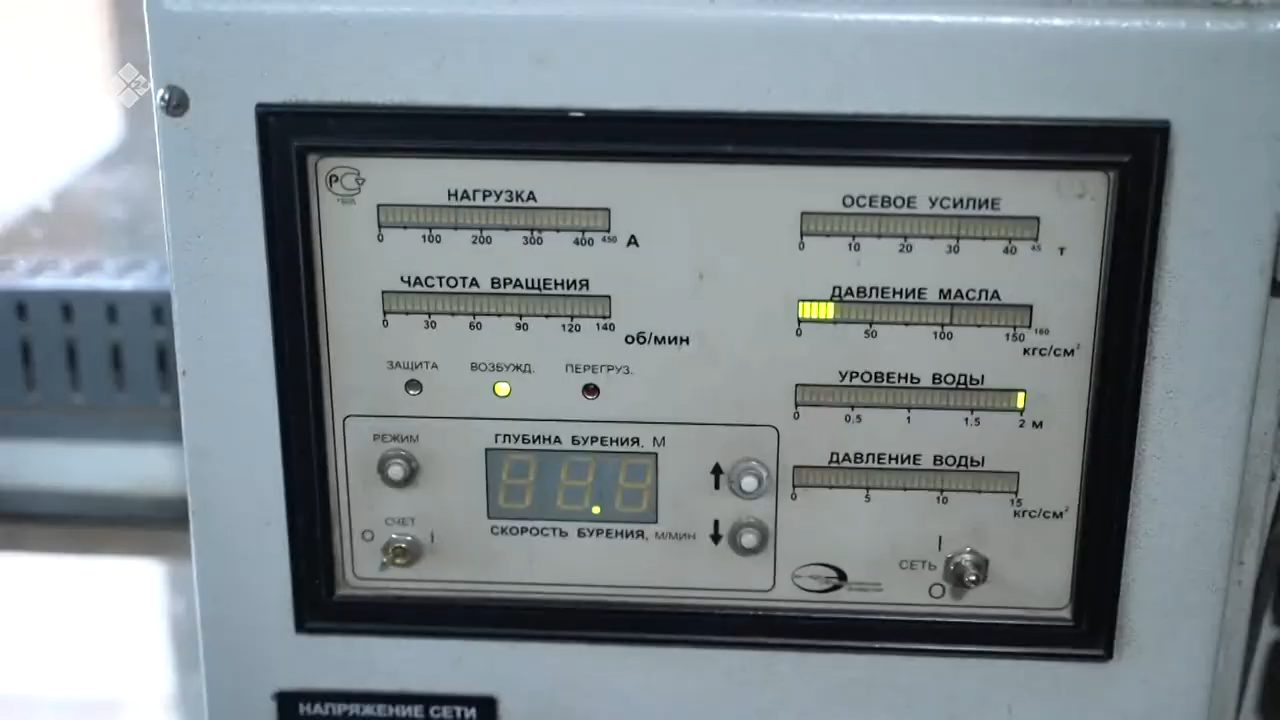 РС
НАГРУЗКА
0 100 200 300 400 450 А
ЧАСТОТА ВРАЩЕНИЯ
0 30 60 90 120 140
об/мин
ЗАЩИТА ВОЗБУЖД. ПЕРЕГРУЗ.
РЕЖИМ
СЧЕТ
О I
ГЛУБИНА БУРЕНИЯ, М
СКОРОСТЬ БУРЕНИЯ, М/МИН
ОСЕВОЕ УСИЛИЕ
0 10 20 30 40 45 т
ДАВЛЕНИЕ МАСЛА
0 50 100 150 160
кгс/см²
УРОВЕНЬ ВОДЫ
0 0,5 1 1,5 2 м
ДАВЛЕНИЕ ВОДЫ
0 5 10 15
кгс/см²
I
СЕТЬ
О
НАПРЯЖЕНИЕ СЕТИ